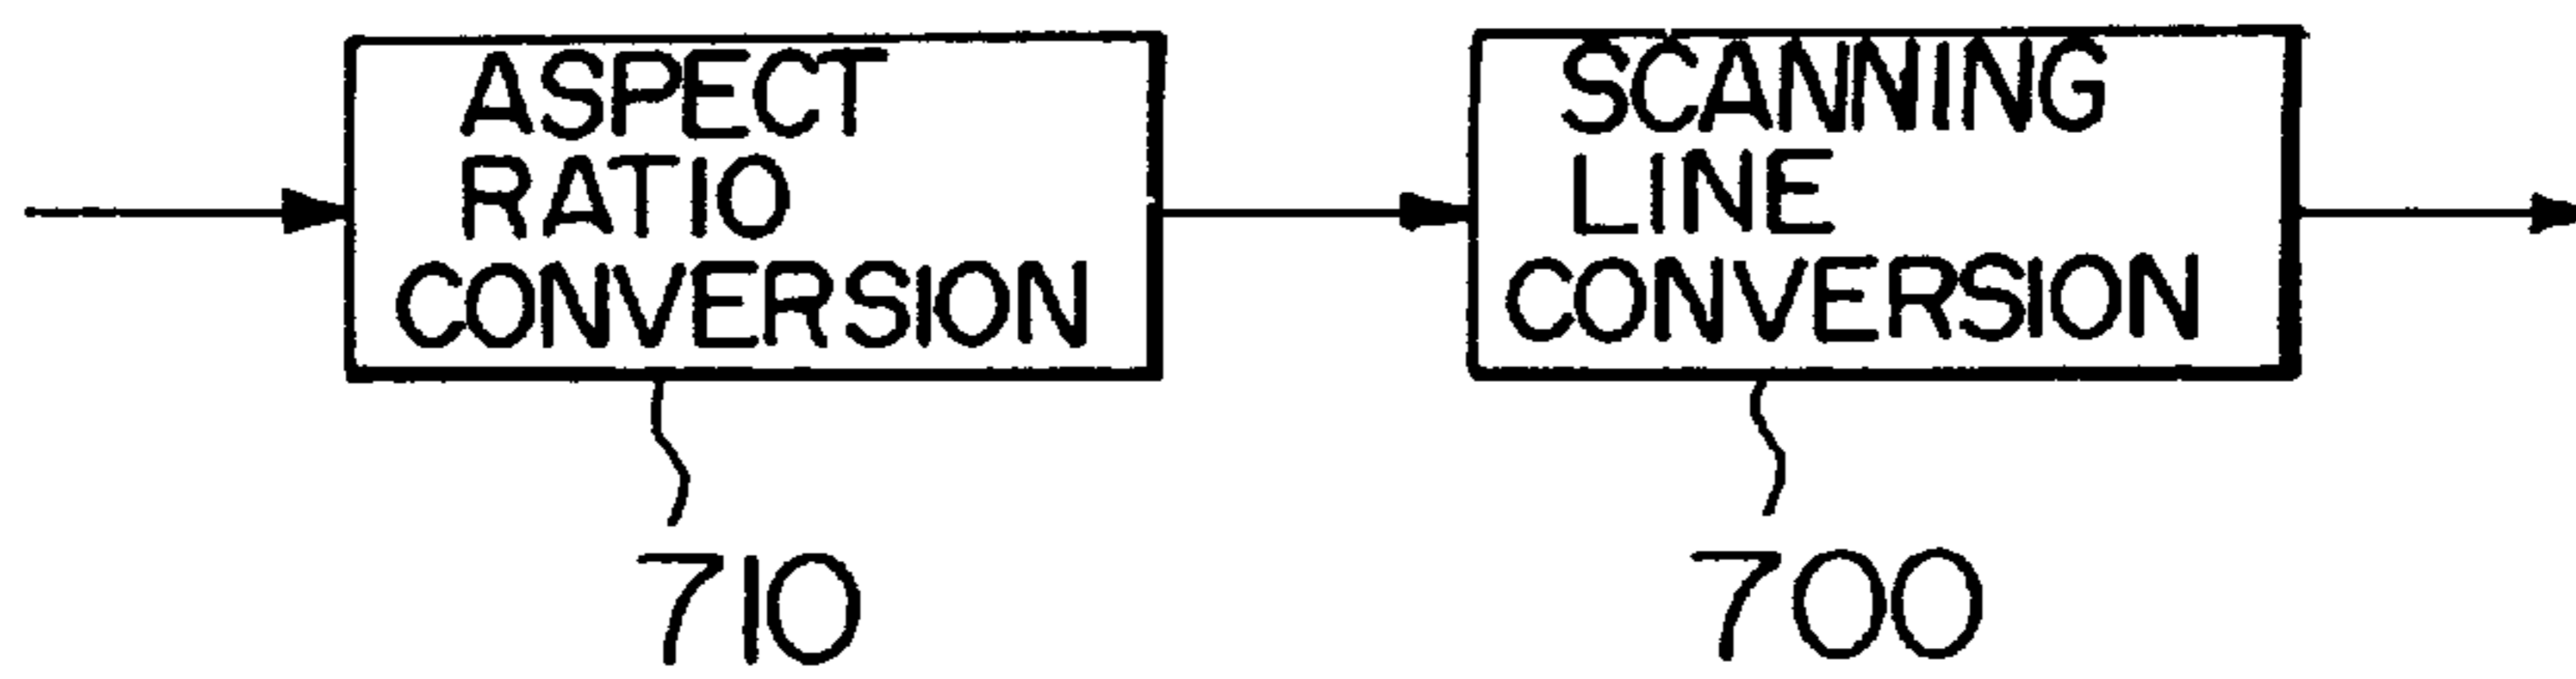 ASPECT
RATIO
CONVERSION
710
SCANNING
LINE
CONVERSION
700